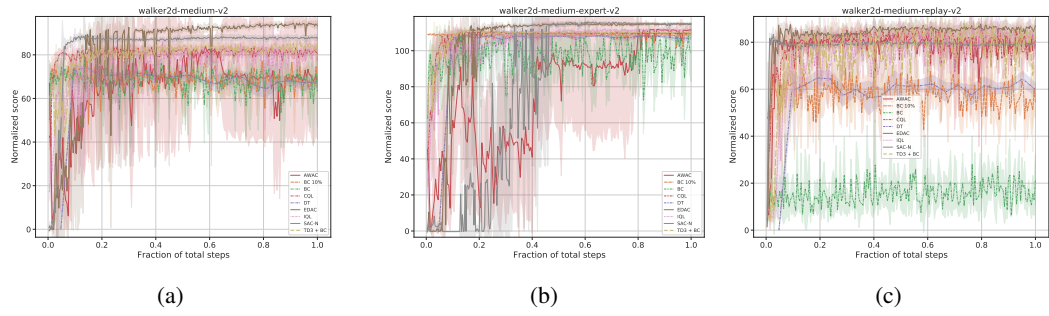 walker2d-medium-v2
Normalized score
80
60
40
20
0
0.0 0.2 0.4 0.6 0.8 1.0
Fraction of total steps
AWAC
BC 10%
BC
CQL
DT
EDAC
IQL
SAC-N
TD3 + BC
(a)
walker2d-medium-expert-v2
Normalized score
100
80
60
40
20
0
0.0 0.2 0.4 0.6 0.8 1.0
Fraction of total steps
AWAC
BC 10%
BC
CQL
DT
EDAC
IQL
SAC-N
TD3 + BC
(b)
walker2d-medium-replay-v2
Normalized score
80
60
40
20
0
0.0 0.2 0.4 0.6 0.8 1.0
Fraction of total steps
AWAC
BC 10%
BC
CQL
DT
EDAC
IQL
SAC-N
TD3 + BC
(c)